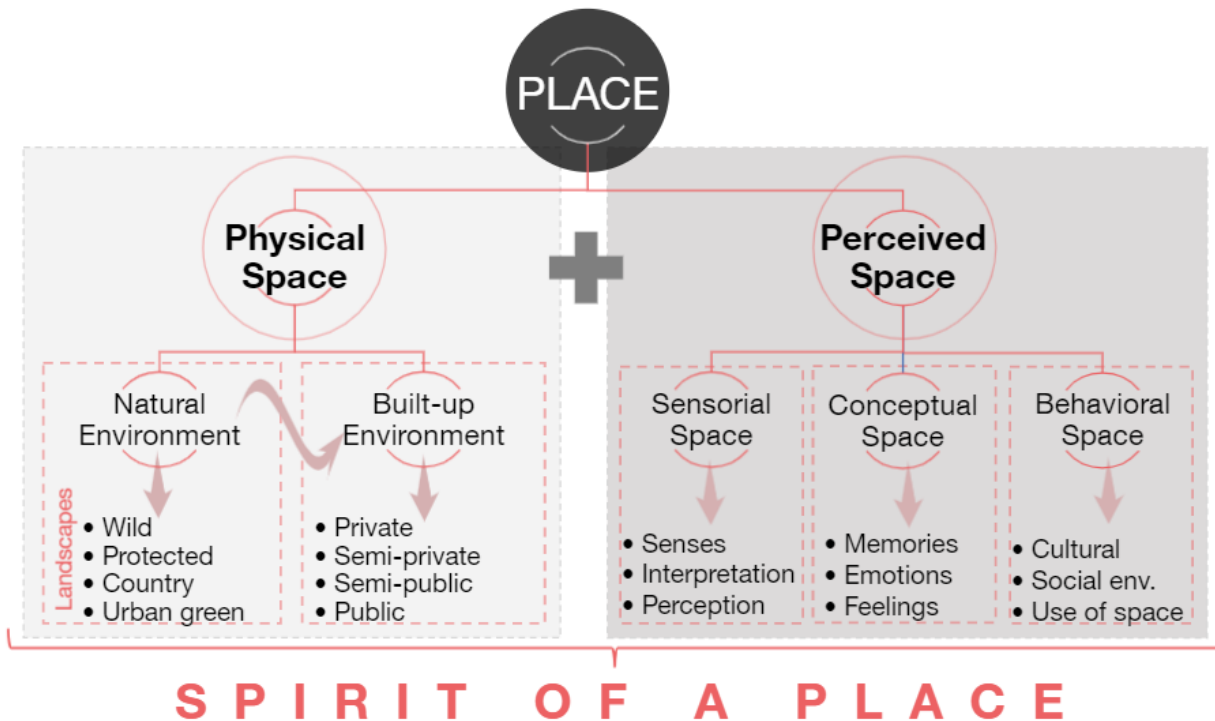 PLACE
Physical
Space
Perceived
Space
Natural
Environment
Built-up
Environment
Sensorial
Space
Conceptual
Space
Behavioral
Space
Landscapes
• Wild
• Protected
• Country
• Urban green
• Private
• Semi-private
• Semi-public
• Public
• Senses
• Interpretation
• Perception
• Memories
• Emotions
• Feelings
• Cultural
• Social env.
• Use of space
SPIRIT OF A PLACE